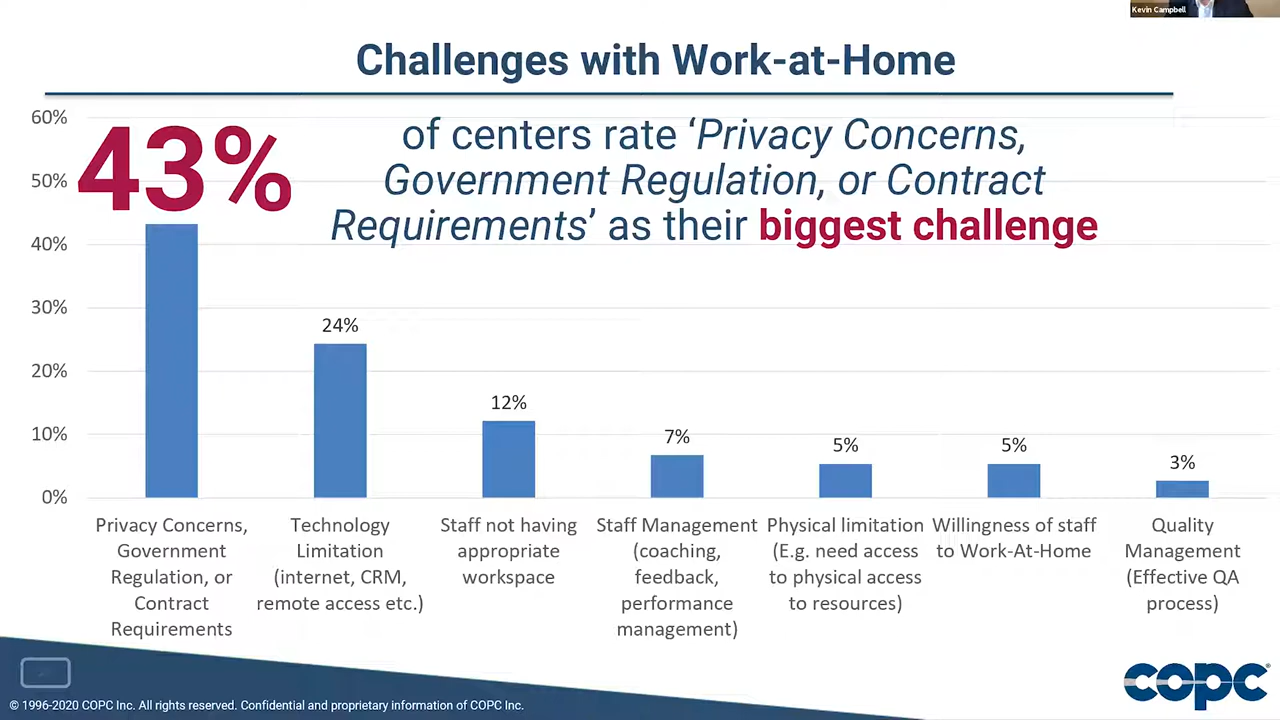 Kevin Campbell
Challenges with Work-at-Home
60%
50%
40%
30%
20%
10%
0%
43%
of centers rate ‘Privacy Concerns,
Government Regulation, or Contract
Requirements’ as their biggest challenge
24%
12%
7%
5%
5%
3%
Privacy Concerns,
Government
Regulation, or
Contract
Requirements
Technology
Limitation
(internet, CRM,
remote access etc.)
Staff not having
appropriate
workspace
Staff Management
(coaching,
feedback,
performance
management)
Physical limitation
(E.g. need access
to physical access
to resources)
Willingness of staff
to Work-At-Home
Quality
Management
(Effective QA
process)
copc®
© 1996-2020 COPC Inc. All rights reserved. Confidential and proprietary information of COPC Inc.